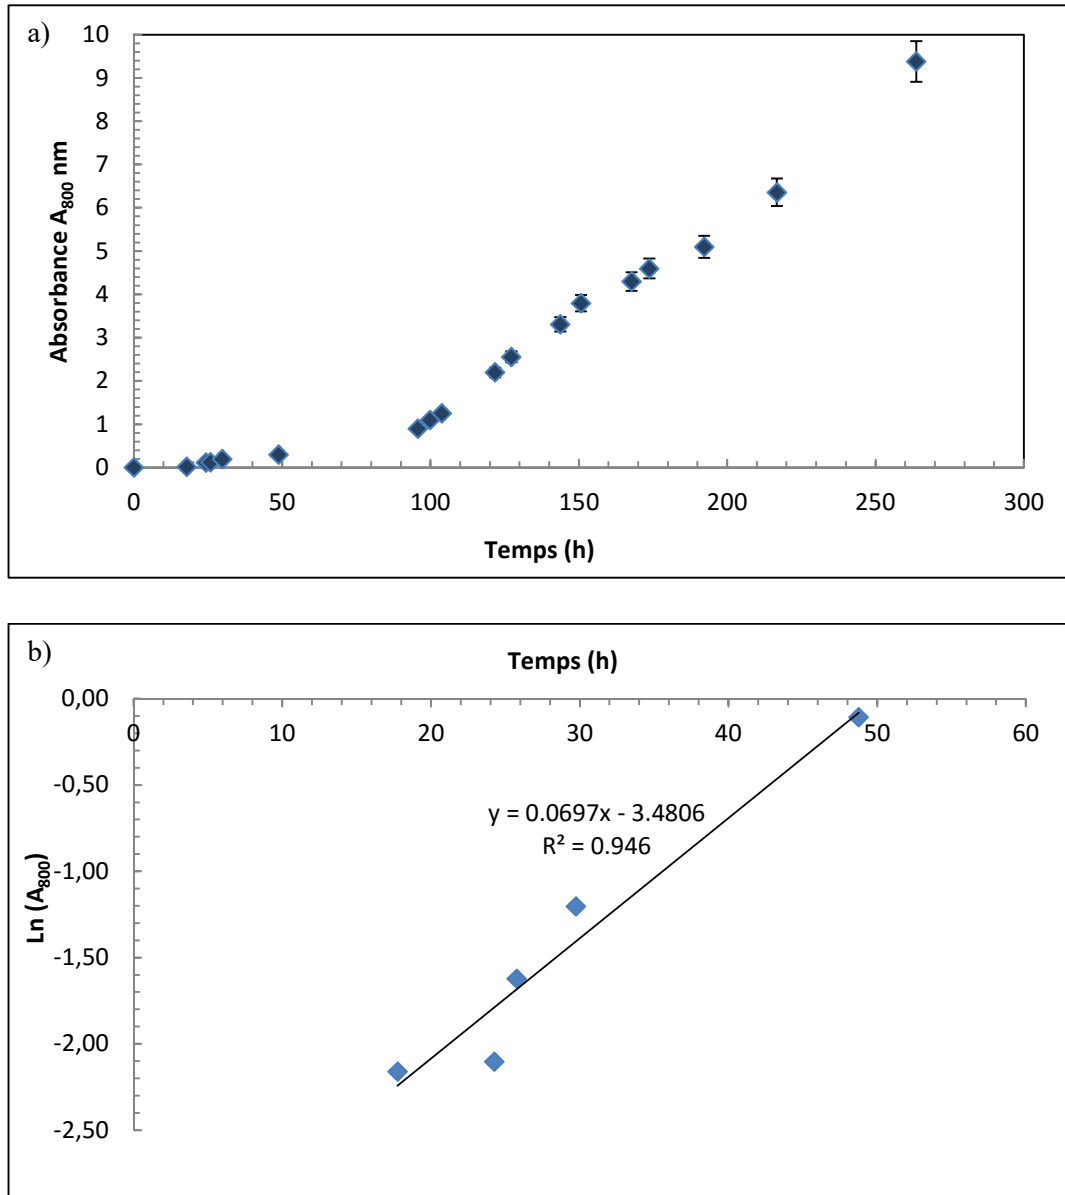 a)
10
9
8
7
6
5
4
3
2
1
0
Absorbance A₈₀₀ nm
0 50 100 150 200 250 300
Temps (h)
b)
Temps (h)
0,00
-0,50
-1,00
-1,50
-2,00
-2,50
0 10 20 30 40 50 60
Ln (A₈₀₀)
y = 0.0697x - 3.4806
R² = 0.946